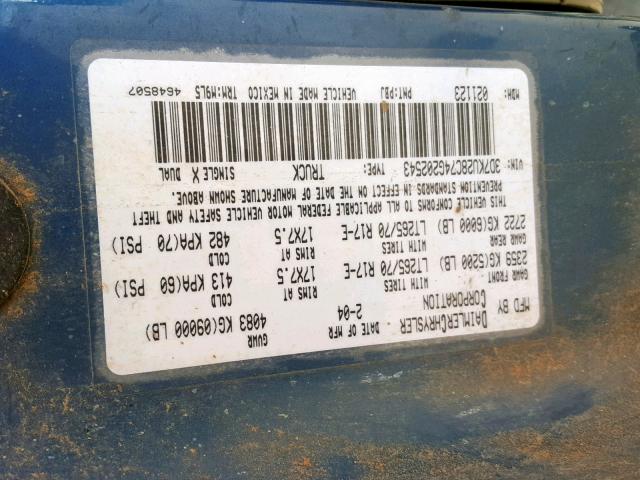 MFD BY DAIMLERCHRYSLER CORPORATION
DATE OF MFR 2-04
GVWR 4083 KG(09000 LB)
GAWR FRONT WITH TIRES RIMS AT COLD
2359 KG(5200 LB) LT265/70 R17-E 17X7.5 413 KPA(60 PSI)
GAWR REAR WITH TIRES RIMS AT COLD
2722 KG(6000 LB) LT265/70 R17-E 17X7.5 482 KPA(70 PSI)
THIS VEHICLE CONFORMS TO ALL APPLICABLE FEDERAL MOTOR VEHICLE SAFETY AND THEFT
PREVENTION STANDARDS IN EFFECT ON THE DATE OF MANUFACTURE SHOWN ABOVE.
VIN: 3D7KU28C74G202543 TYPE: TRUCK SINGLE X DUAL
MDH: 021123 PNT:PBJ VEHICLE MADE IN MEXICO TRM:M9L5 4648507